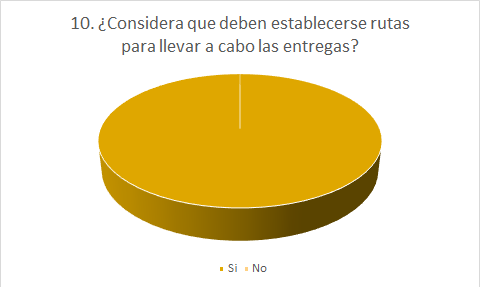 10. ¿Considera que deben establecerse rutas
para llevar a cabo las entregas?
Si No